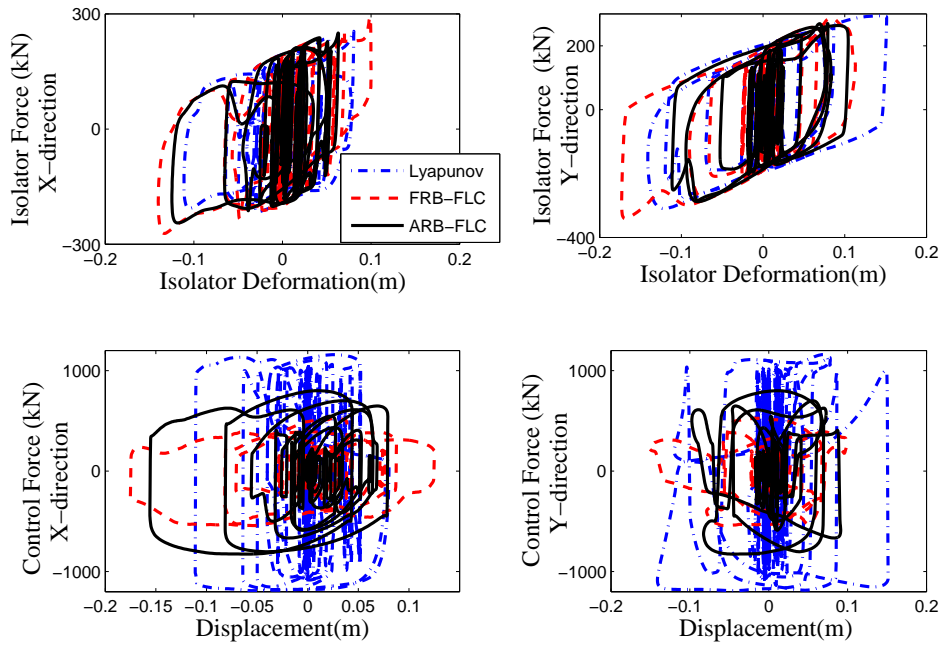 300
0
−300
−0.2
−0.1
0
0.1
0.2
Isolator Force (kN)
X−direction
Isolator Deformation(m)
Lyapunov
FRB−FLC
ARB−FLC
200
0
−400
−0.2
−0.1
0
0.1
0.2
Isolator Force (kN)
Y−direction
Isolator Deformation(m)
1000
0
−1000
−0.2
−0.15
−0.1
−0.05
0
0.05
0.1
Control Force (kN)
X−direction
Displacement(m)
1000
0
−1000
−0.2
−0.1
0
0.1
0.2
Control Force (kN)
Y−direction
Displacement(m)